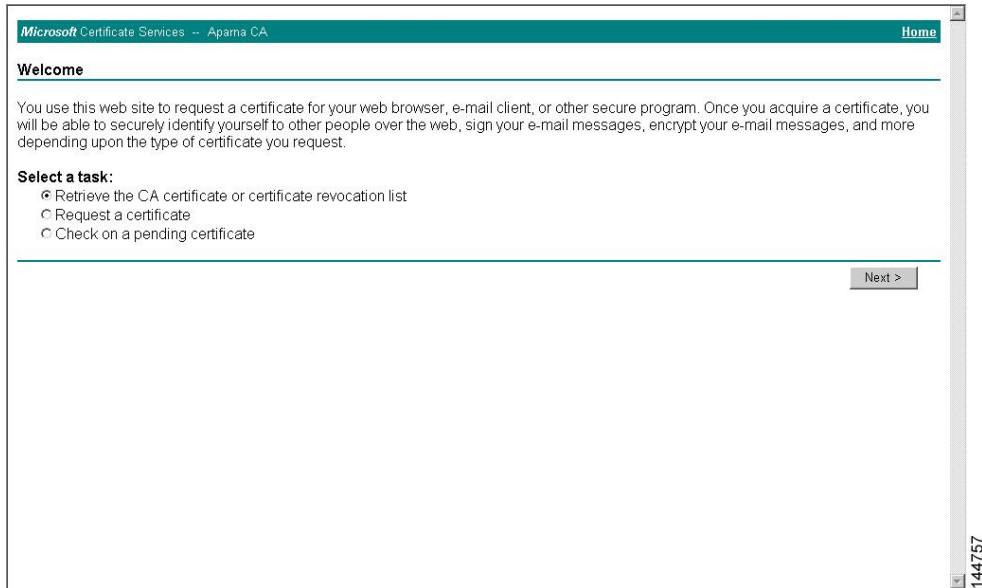 Microsoft Certificate Services -- Aparna CA Home
Welcome
You use this web site to request a certificate for your web browser, e-mail client, or other secure program. Once you acquire a certificate, you
will be able to securely identify yourself to other people over the web, sign your e-mail messages, encrypt your e-mail messages, and more
depending upon the type of certificate you request.
Select a task:
Retrieve the CA certificate or certificate revocation list
Request a certificate
Check on a pending certificate
Next >
144757